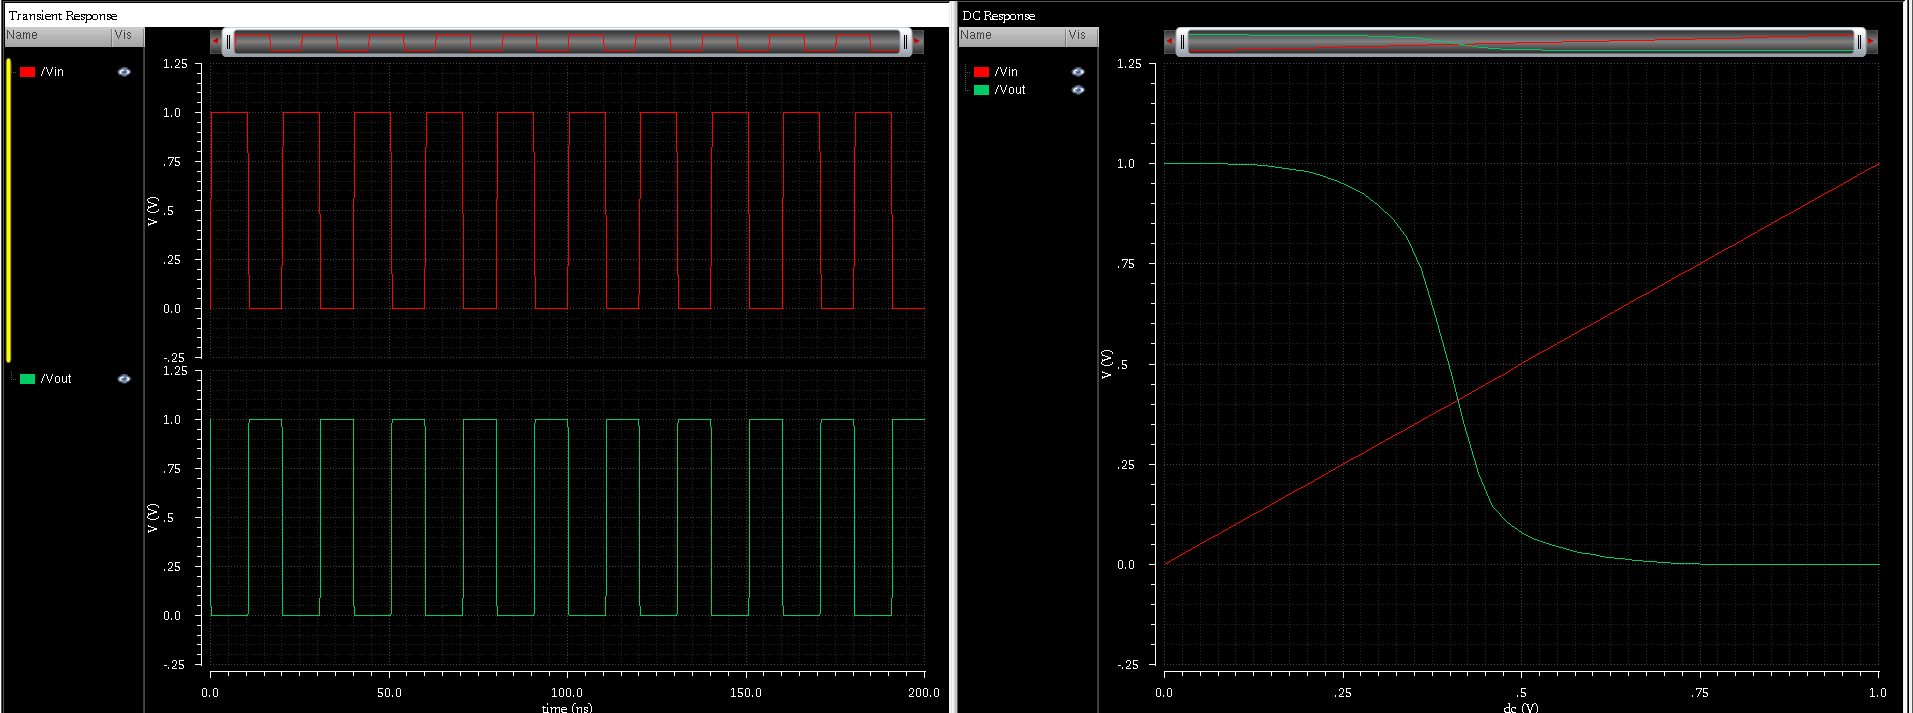 Transient Response
Name Vis
/Vin
1.25
1.0
.75
V (V)
.5
.25
0.0
-.25
/Vout
1.25
1.0
.75
V (V)
.5
.25
0.0
-.25
0.0 50.0 100.0 150.0 200.0
time (ns)
DC Response
Name Vis
/Vin
/Vout
1.25
1.0
.75
V (V)
.5
.25
0.0
-.25
0.0 .25 .5 .75 1.0
dc (V)